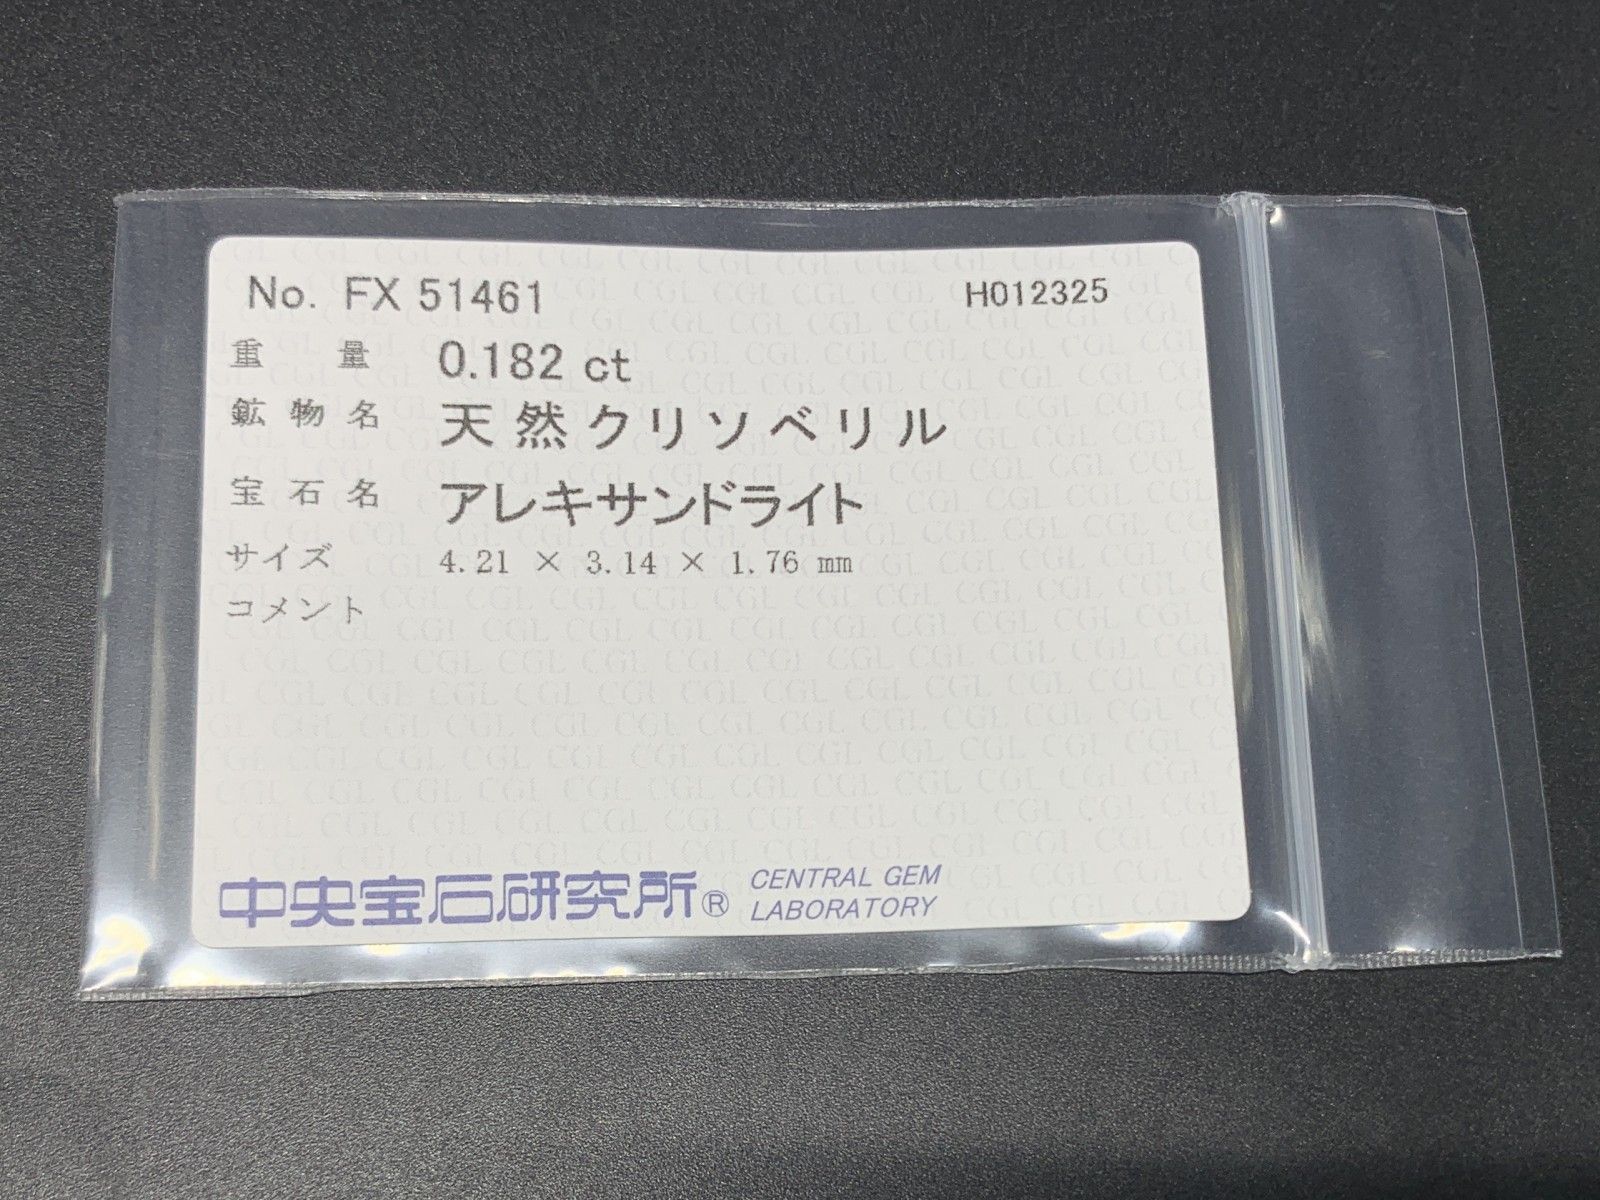 No. FX 51461 H012325
重量 0.182 ct
鉱物名 天然クリソベリル
宝石名 アレキサンドライト
サイズ 4.21 × 3.14 × 1.76 mm
コメント
中央宝石研究所® CENTRAL GEM
LABORATORY